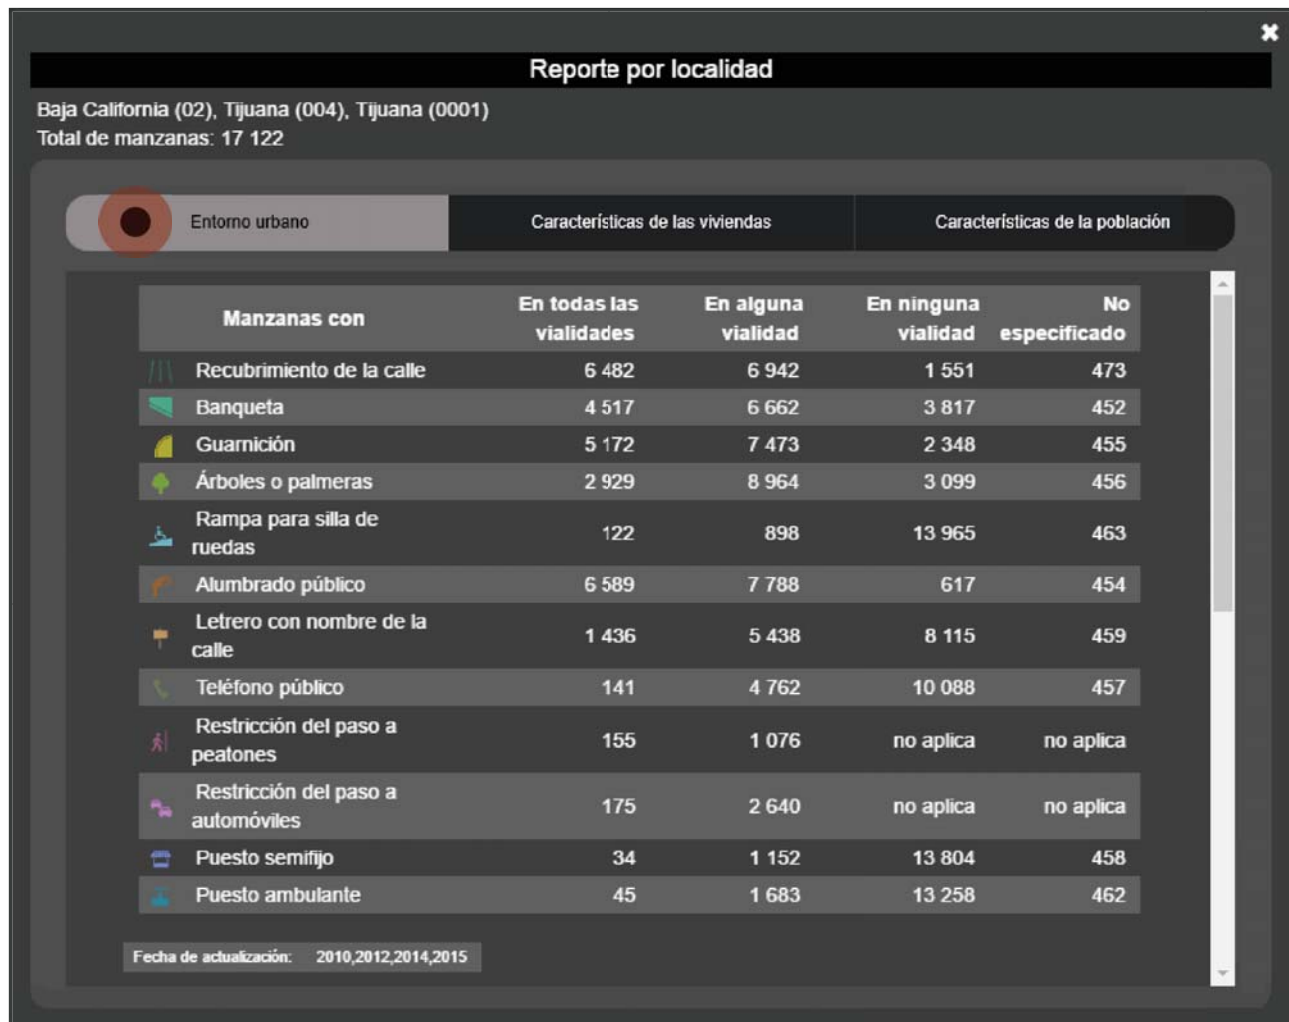 Reporte por localidad
Baja California (02), Tijuana (004), Tijuana (0001)
Total de manzanas: 17 122
Entorno urbano Características de las viviendas Características de la población
Manzanas con En todas las vialidades En alguna vialidad En ninguna vialidad No especificado
Recubrimiento de la calle 6 482 6 942 1 551 473
Banqueta 4 517 6 662 3 817 452
Guarnición 5 172 7 473 2 348 455
Árboles o palmeras 2 929 8 964 3 099 456
Rampa para silla de ruedas 122 898 13 965 463
Alumbrado público 6 589 7 788 617 454
Letrero con nombre de la calle 1 436 5 438 8 115 459
Teléfono público 141 4 762 10 088 457
Restricción del paso a peatones 155 1 076 no aplica no aplica
Restricción del paso a automóviles 175 2 640 no aplica no aplica
Puesto semifijo 34 1 152 13 804 458
Puesto ambulante 45 1 683 13 258 462
Fecha de actualización: 2010,2012,2014,2015